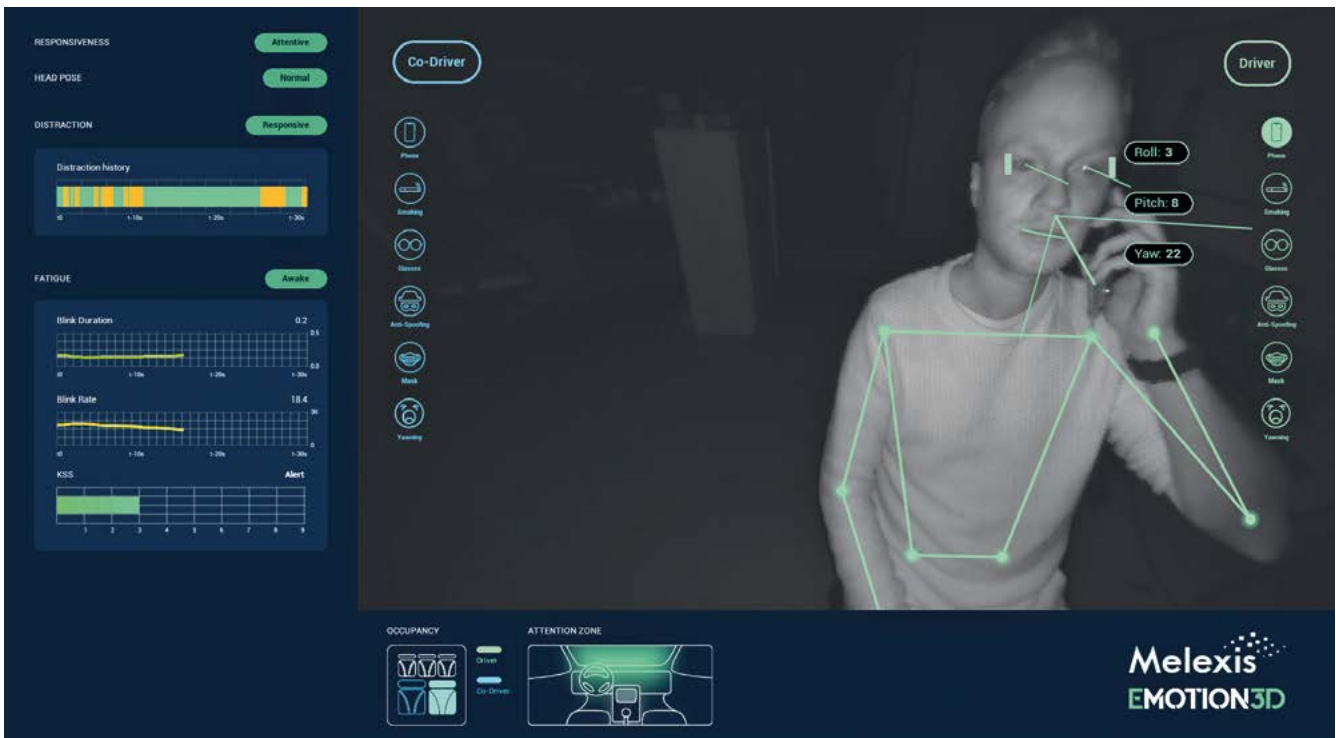 RESPONSIVENESS
Attentive
HEAD POSE
Normal
DISTRACTION
Responsive
Distraction history
t0 t-10s t-20s t-30s
FATIGUE
Awake
Blink Duration 0.2
0.5
0.0
t0 t-10s t-20s t-30s
Blink Rate 18.4
30
0
t0 t-10s t-20s t-30s
KSS Alert
1 2 3 4 5 6 7 8 9
Co-Driver
Phone
Smoking
Glasses
Anti-Spoofing
Mask
Yawning
Roll: 3
Pitch: 8
Yaw: 22
Driver
Phone
Smoking
Glasses
Anti-Spoofing
Mask
Yawning
OCCUPANCY
Driver
Co-Driver
ATTENTION ZONE
Melexis
EMOTION3D